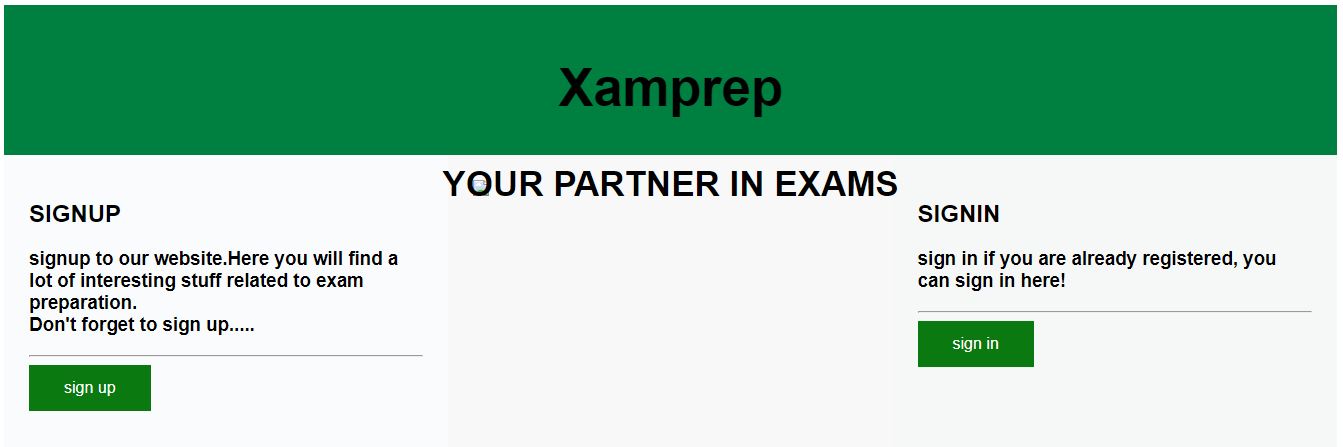 Xamprep
YOUR PARTNER IN EXAMS
SIGNUP
signup to our website.Here you will find a
lot of interesting stuff related to exam
preparation.
Don't forget to sign up.....
sign up
SIGNIN
sign in if you are already registered, you
can sign in here!
sign in